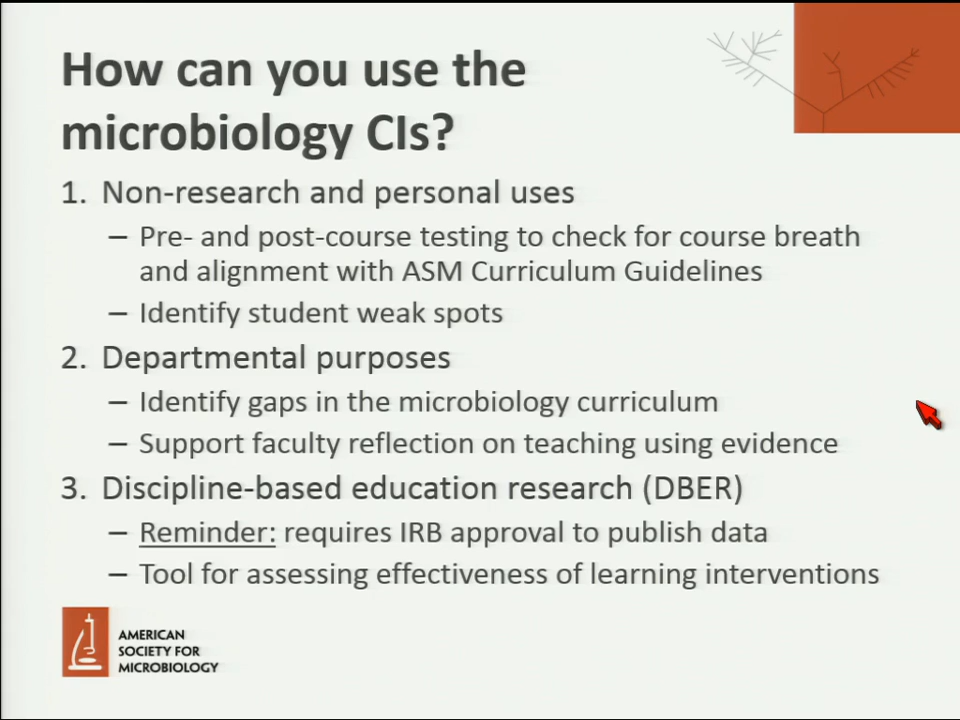 How can you use the
microbiology CIs?
1. Non-research and personal uses
– Pre- and post-course testing to check for course breath
and alignment with ASM Curriculum Guidelines
– Identify student weak spots
2. Departmental purposes
– Identify gaps in the microbiology curriculum
– Support faculty reflection on teaching using evidence
3. Discipline-based education research (DBER)
– Reminder: requires IRB approval to publish data
– Tool for assessing effectiveness of learning interventions
AMERICAN
SOCIETY FOR
MICROBIOLOGY